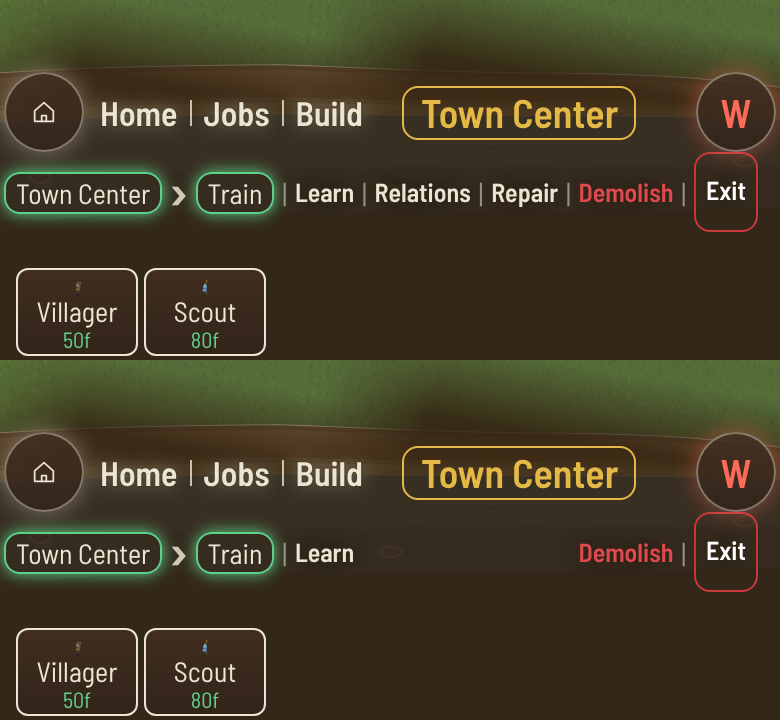 Home | Jobs | Build Town Center W
Town Center › Train | Learn | Relations | Repair | Demolish | Exit
Villager Scout
50f 80f
Home | Jobs | Build Town Center W
Town Center › Train | Learn Demolish | Exit
Villager Scout
50f 80f